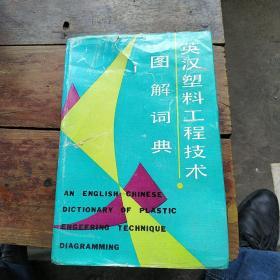 英汉塑料工程技术
图解词典
AN ENGLISH-CHINESE
DICTIONARY OF PLASTIC
ENGEERING TECHNIQUE
DIAGRAMMING